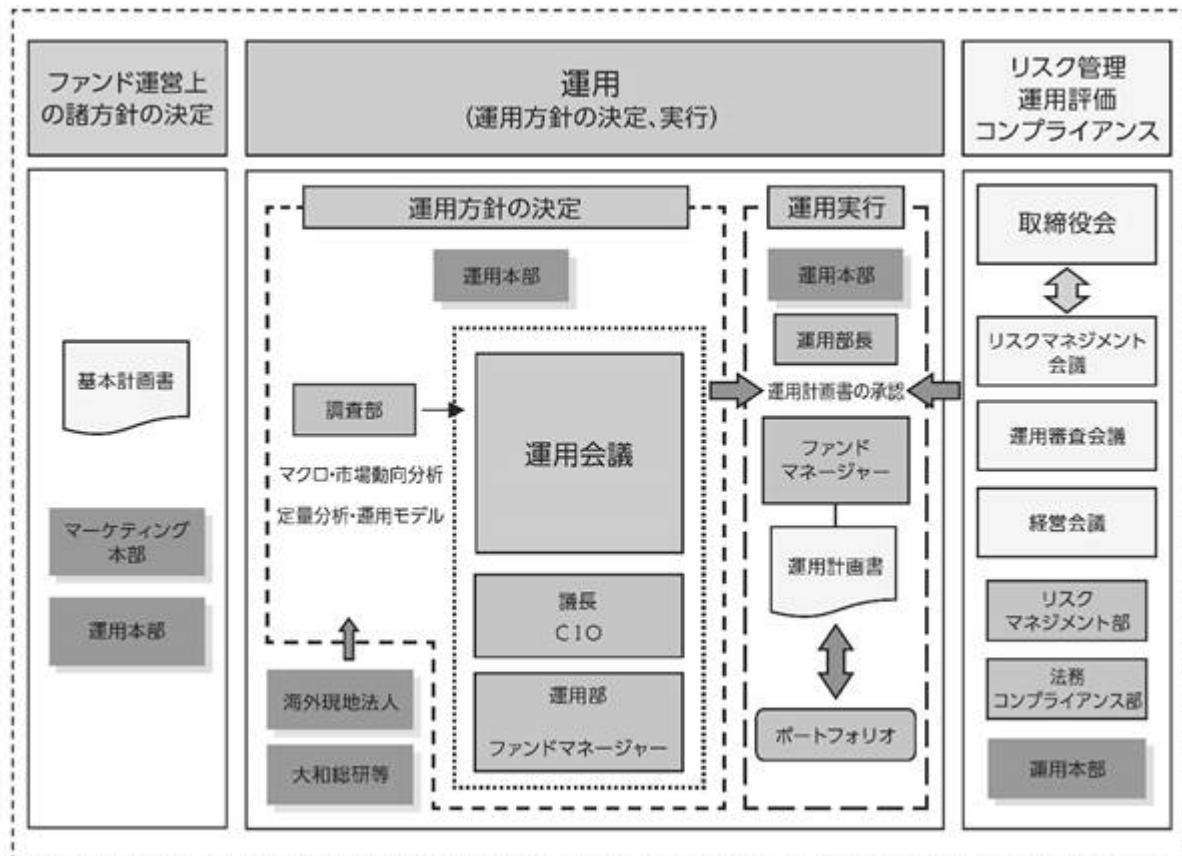 ファンド運営上
の諸方針の決定
運用
(運用方針の決定、実行)
リスク管理
運用評価
コンプライアンス
基本計画書
マーケティング
本部
運用本部
運用方針の決定
運用本部
調査部
マクロ・市場動向分析
定量分析・運用モデル
運用会議
議長
CIO
運用部
ファンドマネージャー
海外現地法人
大和総研等
運用実行
運用本部
運用部長
運用計画書の承認
ファンド
マネージャー
運用計画書
ポートフォリオ
取締役会
リスクマネジメント
会議
運用審査会議
経営会議
リスク
マネジメント部
法務
コンプライアンス部
運用本部